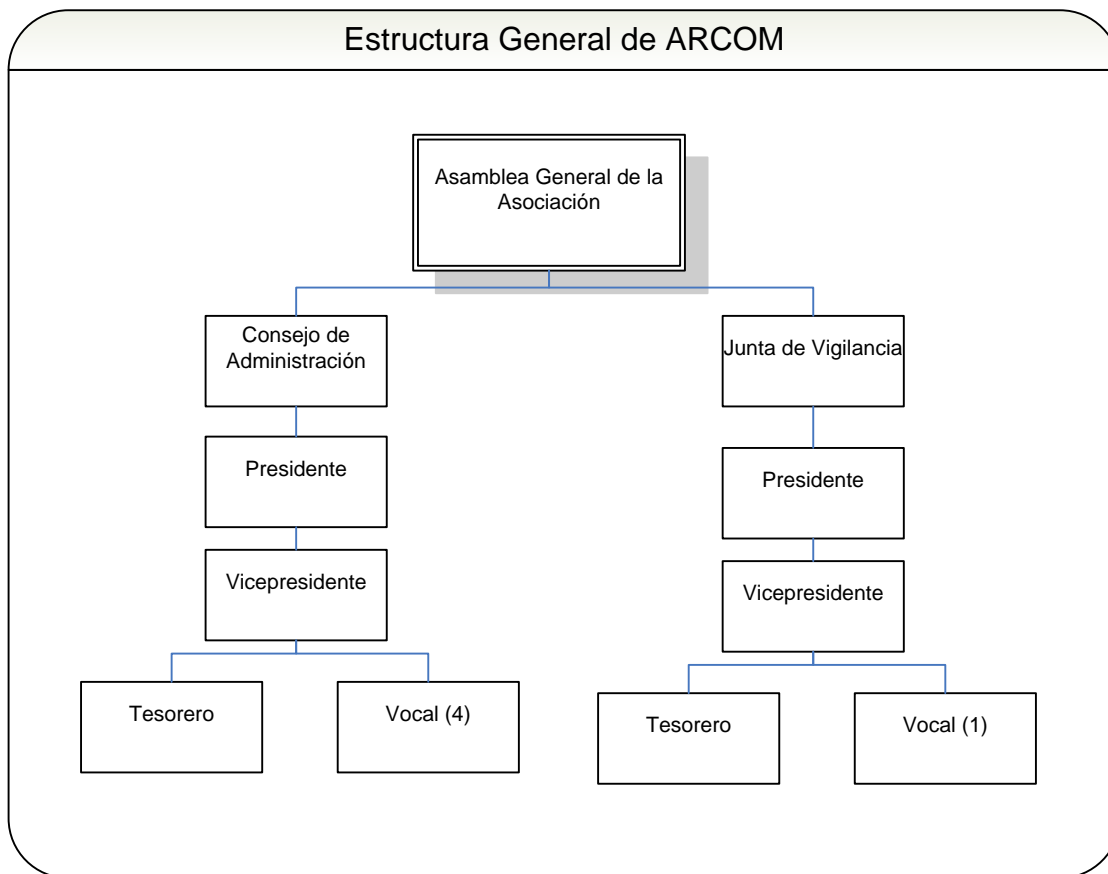 Estructura General de ARCOM
Asamblea General de la
Asociación
Consejo de
Administración
Junta de Vigilancia
Presidente
Presidente
Vicepresidente
Vicepresidente
Tesorero
Vocal (4)
Tesorero
Vocal (1)